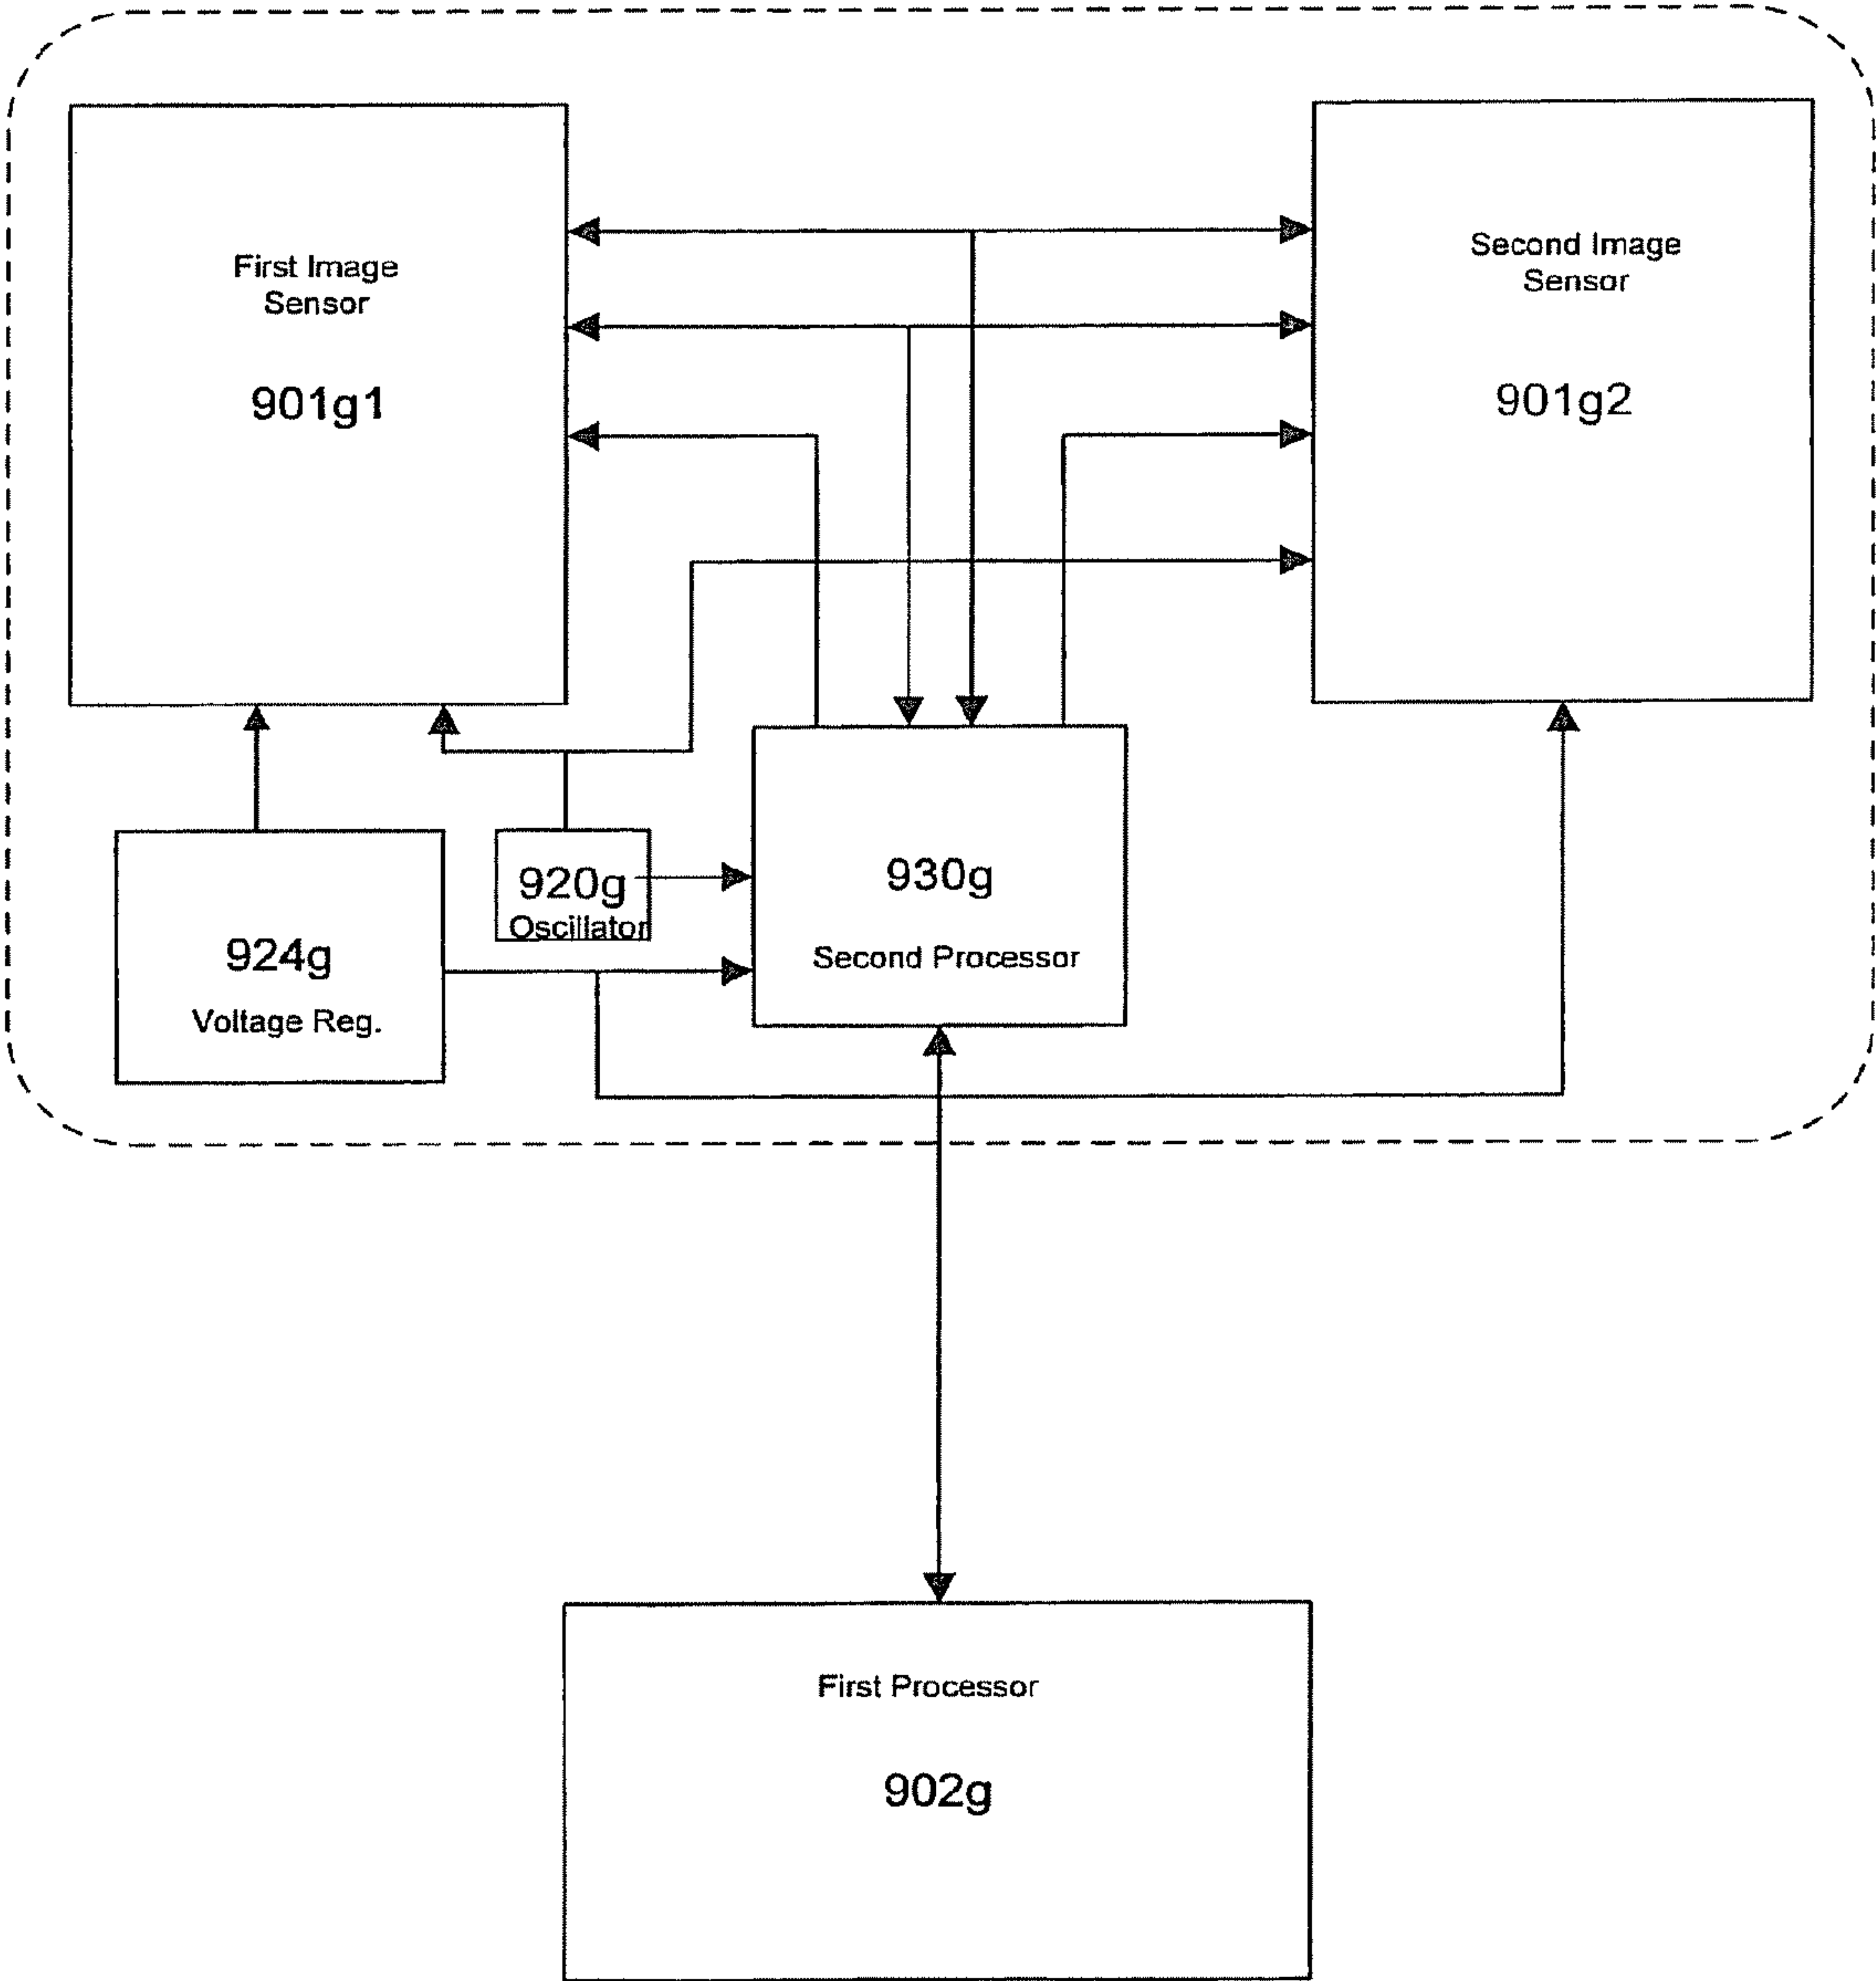 First Image
Sensor
901g1
Second Image
Sensor
901g2
920g
Oscillator
930g
Second Processor
924g
Voltage Reg.
First Processor
902g